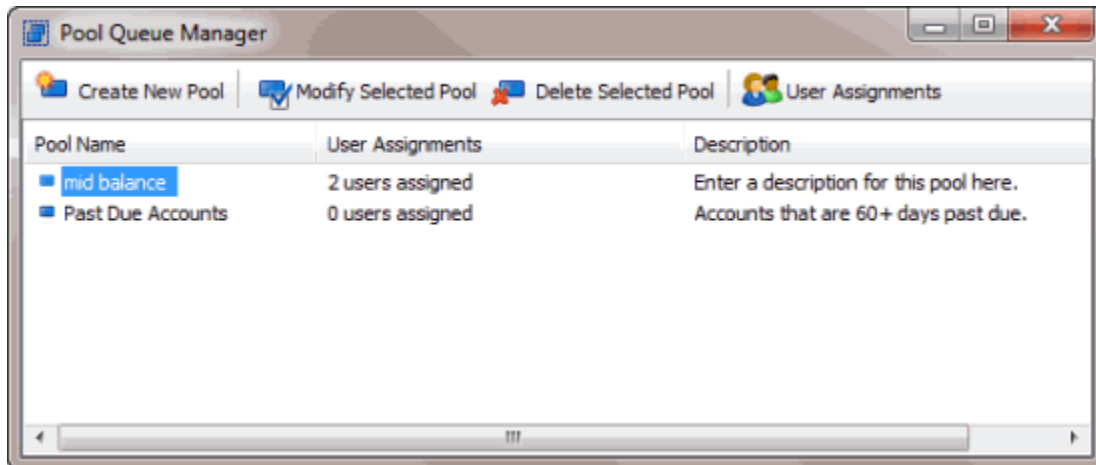 Pool Queue Manager
Create New Pool Modify Selected Pool Delete Selected Pool User Assignments
Pool Name User Assignments Description
mid balance 2 users assigned Enter a description for this pool here.
Past Due Accounts 0 users assigned Accounts that are 60+ days past due.